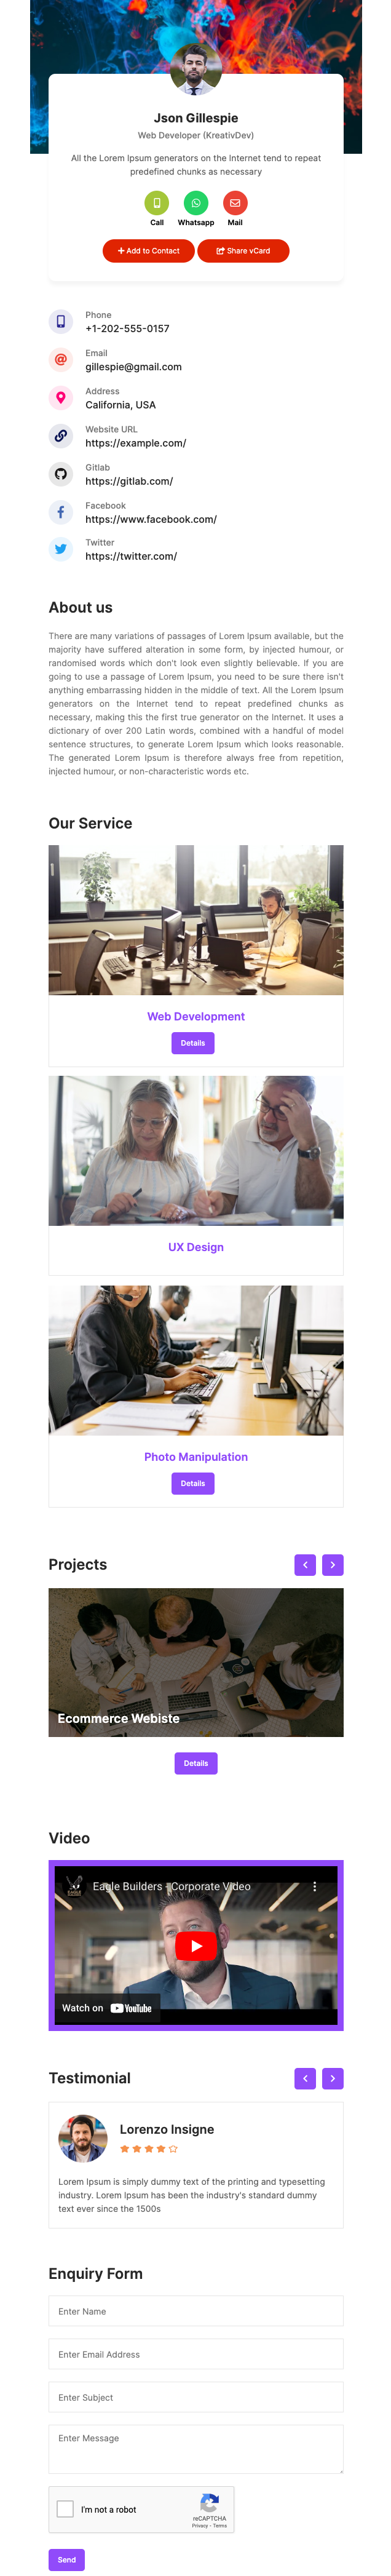 Json Gillespie
Web Developer (KreativDev)
All the Lorem Ipsum generators on the Internet tend to repeat
predefined chunks as necessary
Call Whatsapp Mail
Add to Contact Share vCard
Phone
+1-202-555-0157
Email
gillespie@gmail.com
Address
California, USA
Website URL
https://example.com/
Gitlab
https://gitlab.com/
Facebook
https://www.facebook.com/
Twitter
https://twitter.com/
About us
There are many variations of passages of Lorem Ipsum available, but the
majority have suffered alteration in some form, by injected humour, or
randomised words which don't look even slightly believable. If you are
going to use a passage of Lorem Ipsum, you need to be sure there isn't
anything embarrassing hidden in the middle of text. All the Lorem Ipsum
generators on the Internet tend to repeat predefined chunks as
necessary, making this the first true generator on the Internet. It uses a
dictionary of over 200 Latin words, combined with a handful of model
sentence structures, to generate Lorem Ipsum which looks reasonable.
The generated Lorem Ipsum is therefore always free from repetition,
injected humour, or non-characteristic words etc.
Our Service
Web Development
Details
UX Design
Photo Manipulation
Details
Projects
Ecommerce Webiste
Details
Video
Eagle Builders - Corporate Video
Watch on YouTube
Testimonial
Lorenzo Insigne
Lorem Ipsum is simply dummy text of the printing and typesetting
industry. Lorem Ipsum has been the industry's standard dummy
text ever since the 1500s
Enquiry Form
Enter Name
Enter Email Address
Enter Subject
Enter Message
I'm not a robot
reCAPTCHA
Privacy - Terms
Send